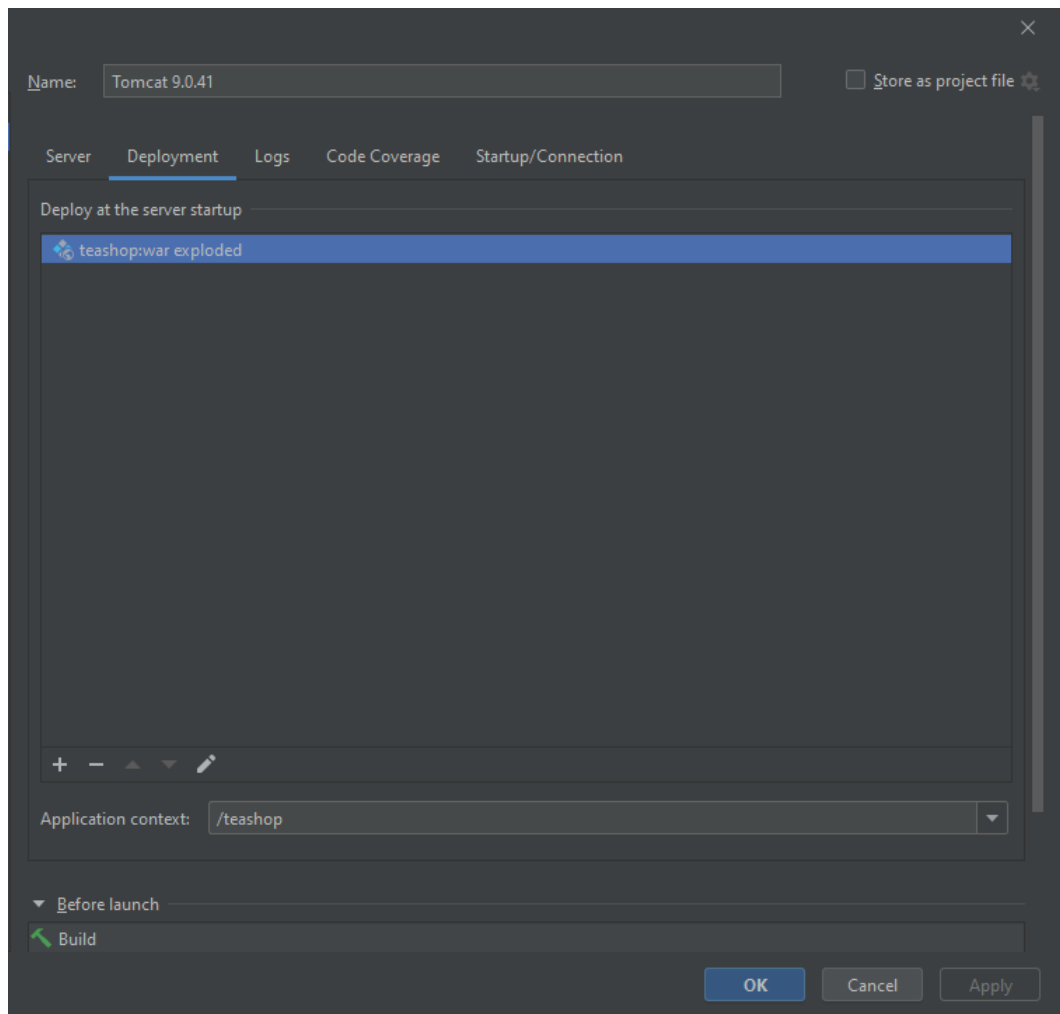 Name:
Tomcat 9.0.41
Store as project file
Server
Deployment
Logs
Code Coverage
Startup/Connection
Deploy at the server startup
teashop:war exploded
Application context:
/teashop
Before launch
Build
OK
Cancel
Apply